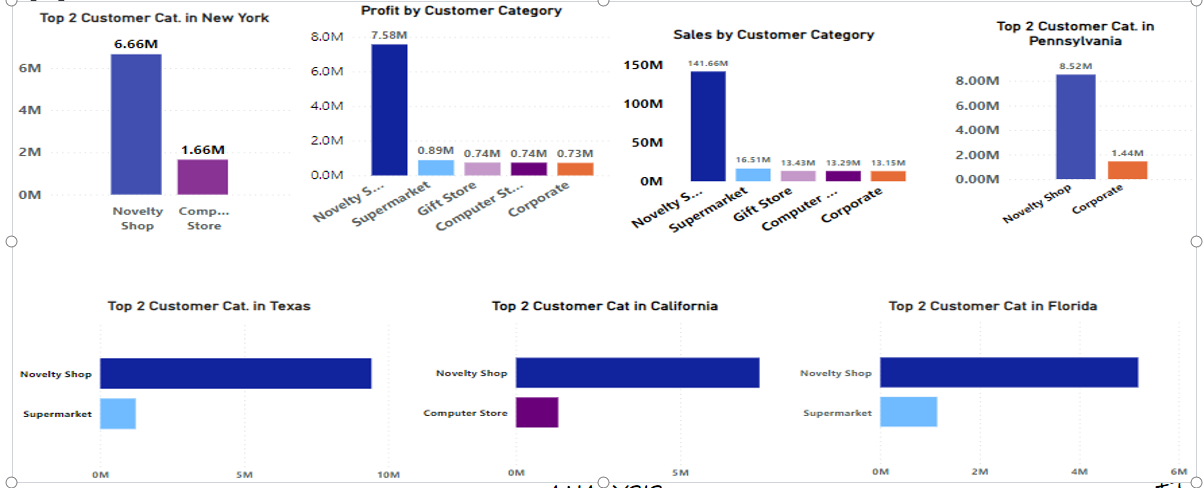 Top 2 Customer Cat. in New York
6.66M
6M
4M
1.66M
2M
0M
Novelty
Shop
Comp...
Store
Profit by Customer Category
8.0M
7.58M
6.0M
4.0M
2.0M
0.89M
0.74M
0.74M
0.73M
0.0M
Novelty S...
Supermarket
Gift Store
Computer St...
Corporate
Sales by Customer Category
150M
141.66M
100M
50M
16.51M
13.43M
13.29M
13.15M
0M
Novelty S...
Supermarket
Gift Store
Computer ...
Corporate
Top 2 Customer Cat. in
Pennsylvania
8.52M
8.00M
6.00M
4.00M
2.00M
1.44M
0.00M
Novelty Shop
Corporate
Top 2 Customer Cat. in Texas
Novelty Shop
Supermarket
0M
5M
10M
Top 2 Customer Cat in California
Novelty Shop
Computer Store
0M
5M
Top 2 Customer Cat in Florida
Novelty Shop
Supermarket
0M
2M
4M
6M